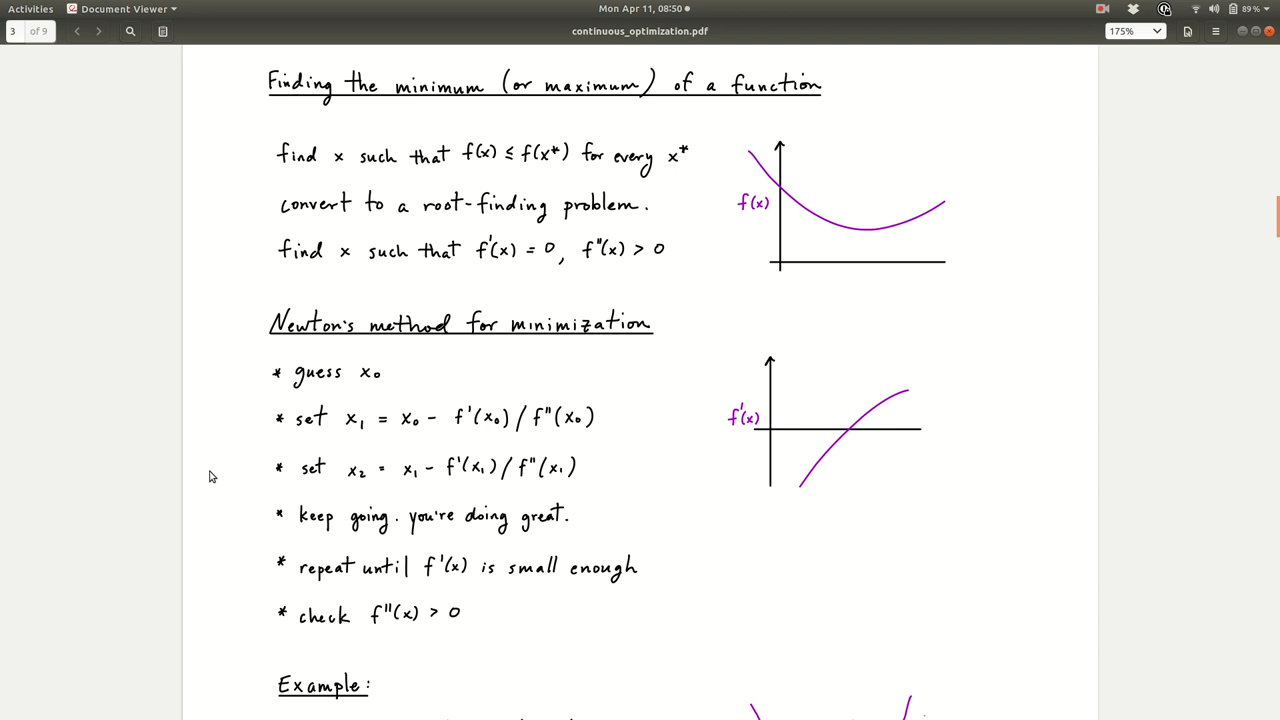 Activities Document Viewer Mon Apr 11, 08:50 89%
3 of 9 continuous_optimization.pdf 175%
Finding the minimum (or maximum) of a function
find x such that f(x) ≤ f(x*) for every x*
convert to a root-finding problem.
f(x)
find x such that f'(x) = 0, f''(x) > 0
Newton's method for minimization
* guess x₀
* set x₁ = x₀ - f'(x₀) / f''(x₀)
f'(x)
* set x₂ = x₁ - f'(x₁) / f''(x₁)
* keep going. you're doing great.
* repeat until f'(x) is small enough
* check f''(x) > 0
Example: